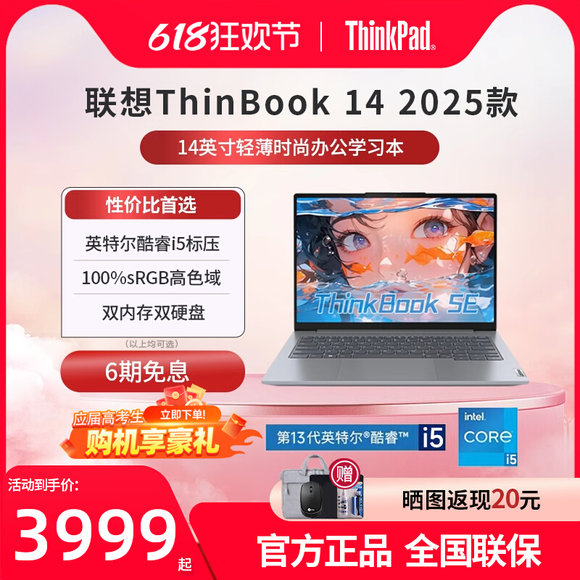 618狂欢节 | ThinkPad
联想ThinBook 14 2025款
14英寸轻薄时尚办公学习本
性价比首选
英特尔酷睿i5标压
100%sRGB高色域
双内存双硬盘
(以上均可选)
6期免息
ThinkBook SE
应届高考生
立即下单!
购机享豪礼
第13代英特尔®酷睿™ i5
intel
CORE
i5
赠
晒图返现20元
活动到手价:
3999起
官方正品 全国联保